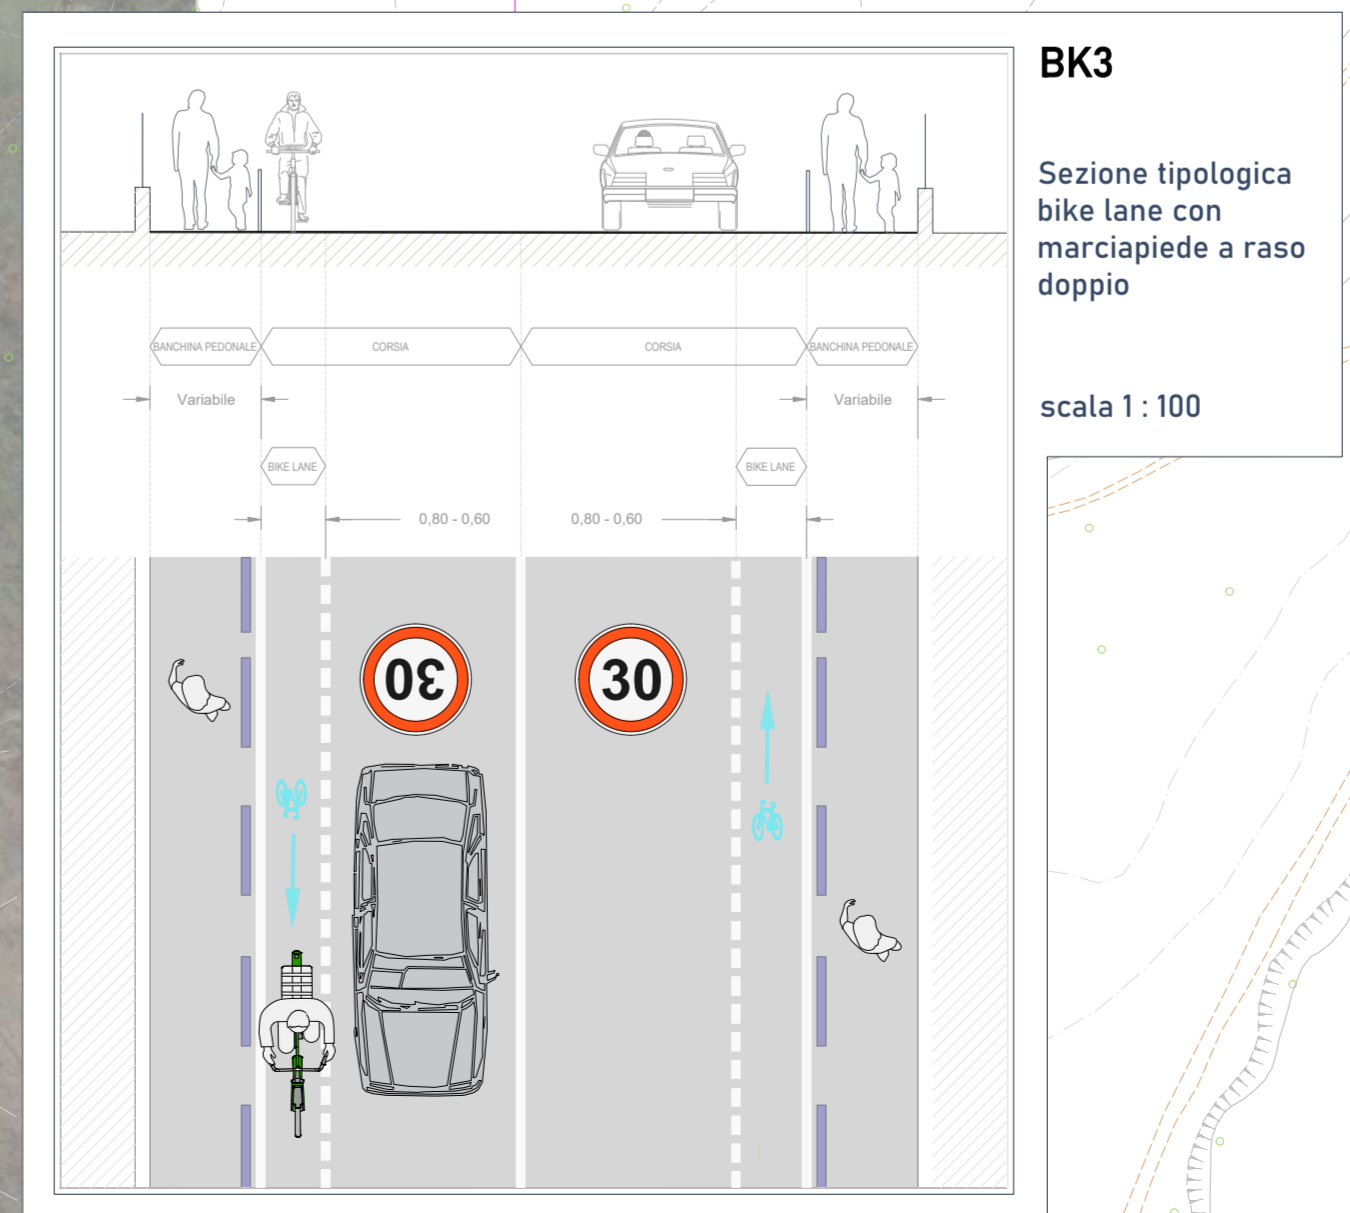 BK3
Sezione tipologica
bike lane con
marciapiede a raso
doppio
scala 1 : 100
BANCHINA PEDONALE
CORSIA
CORSIA
BANCHINA PEDONALE
Variabile
Variabile
BIKE LANE
BIKE LANE
0,80 - 0,60
0,80 - 0,60
30
30